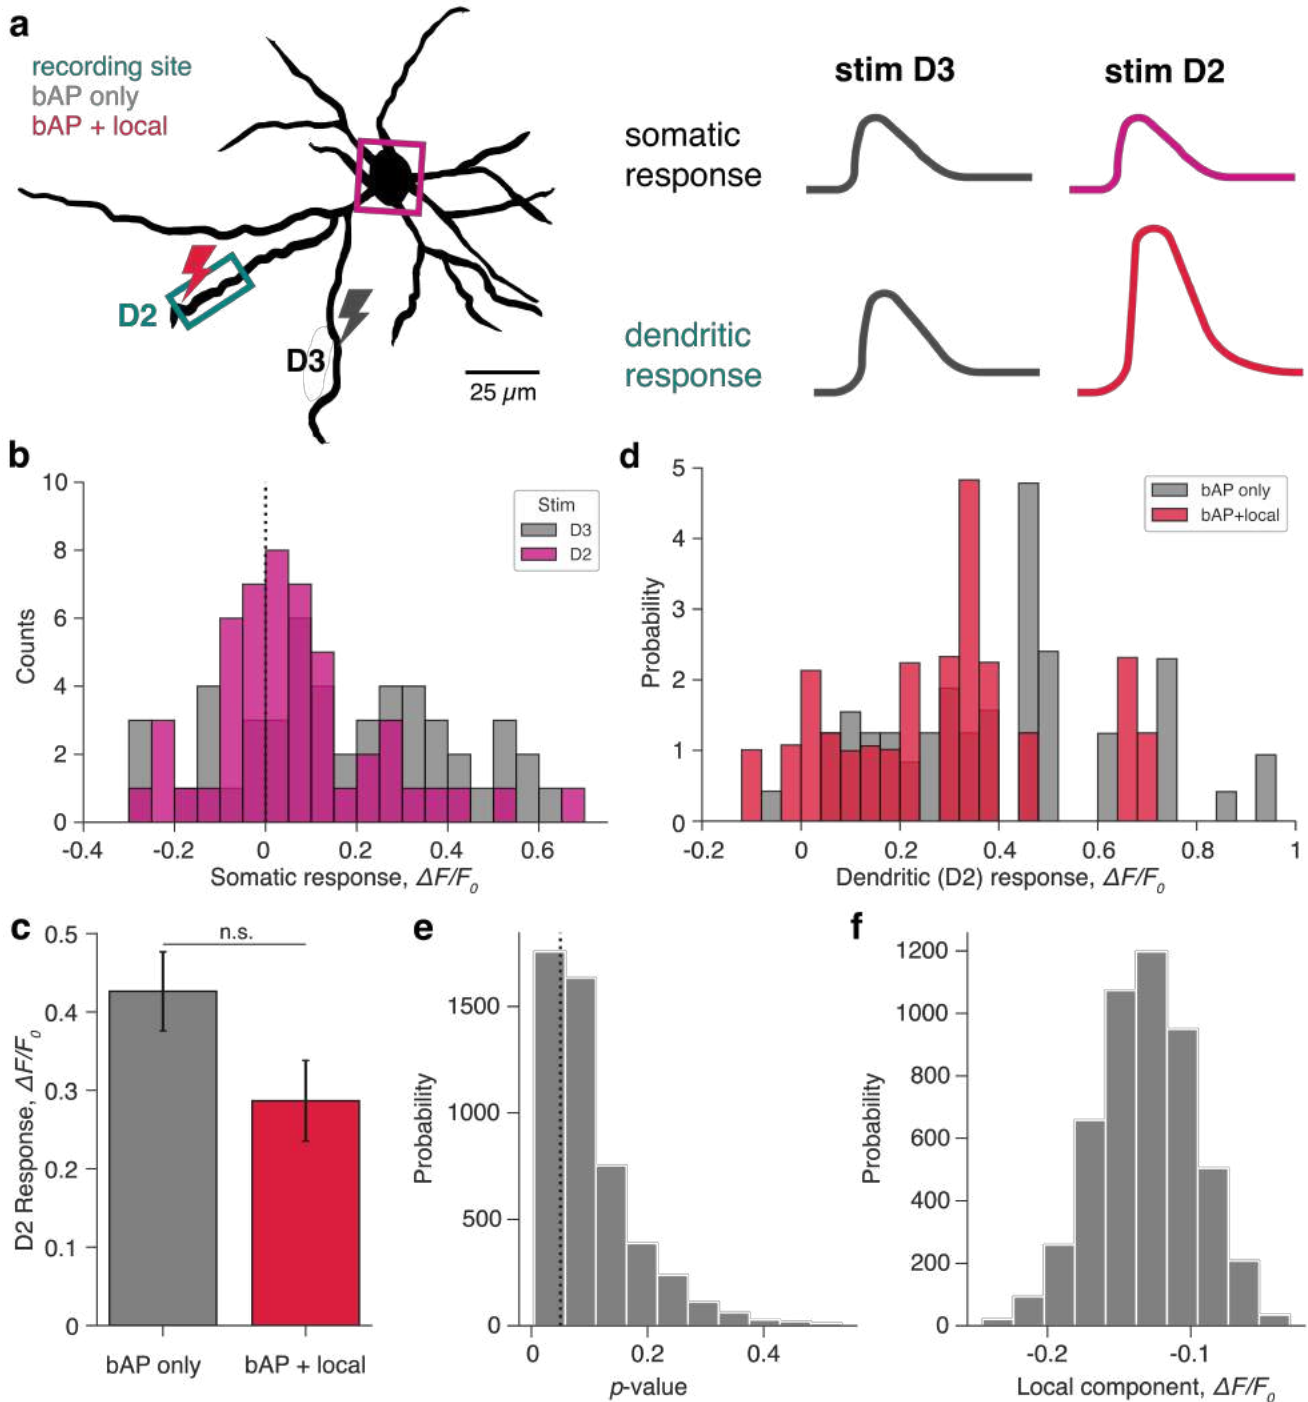 a
recording site
bAP only
bAP + local
D2
D3
25 µm
stim D3
stim D2
somatic
response
dendritic
response
b
10
8
6
4
2
0
Counts
-0.4
-0.2
0
0.2
0.4
0.6
Somatic response, ΔF/F0
Stim
D3
D2
d
5
4
3
2
1
0
Probability
-0.2
0
0.2
0.4
0.6
0.8
1
Dendritic (D2) response, ΔF/F0
bAP only
bAP+local
c
0.5
0.4
0.3
0.2
0.1
0
D2 Response, ΔF/F0
n.s.
bAP only
bAP + local
e
1500
1000
500
0
Probability
0
0.2
0.4
p-value
f
1200
1000
800
600
400
200
0
Probability
-0.2
-0.1
Local component, ΔF/F0